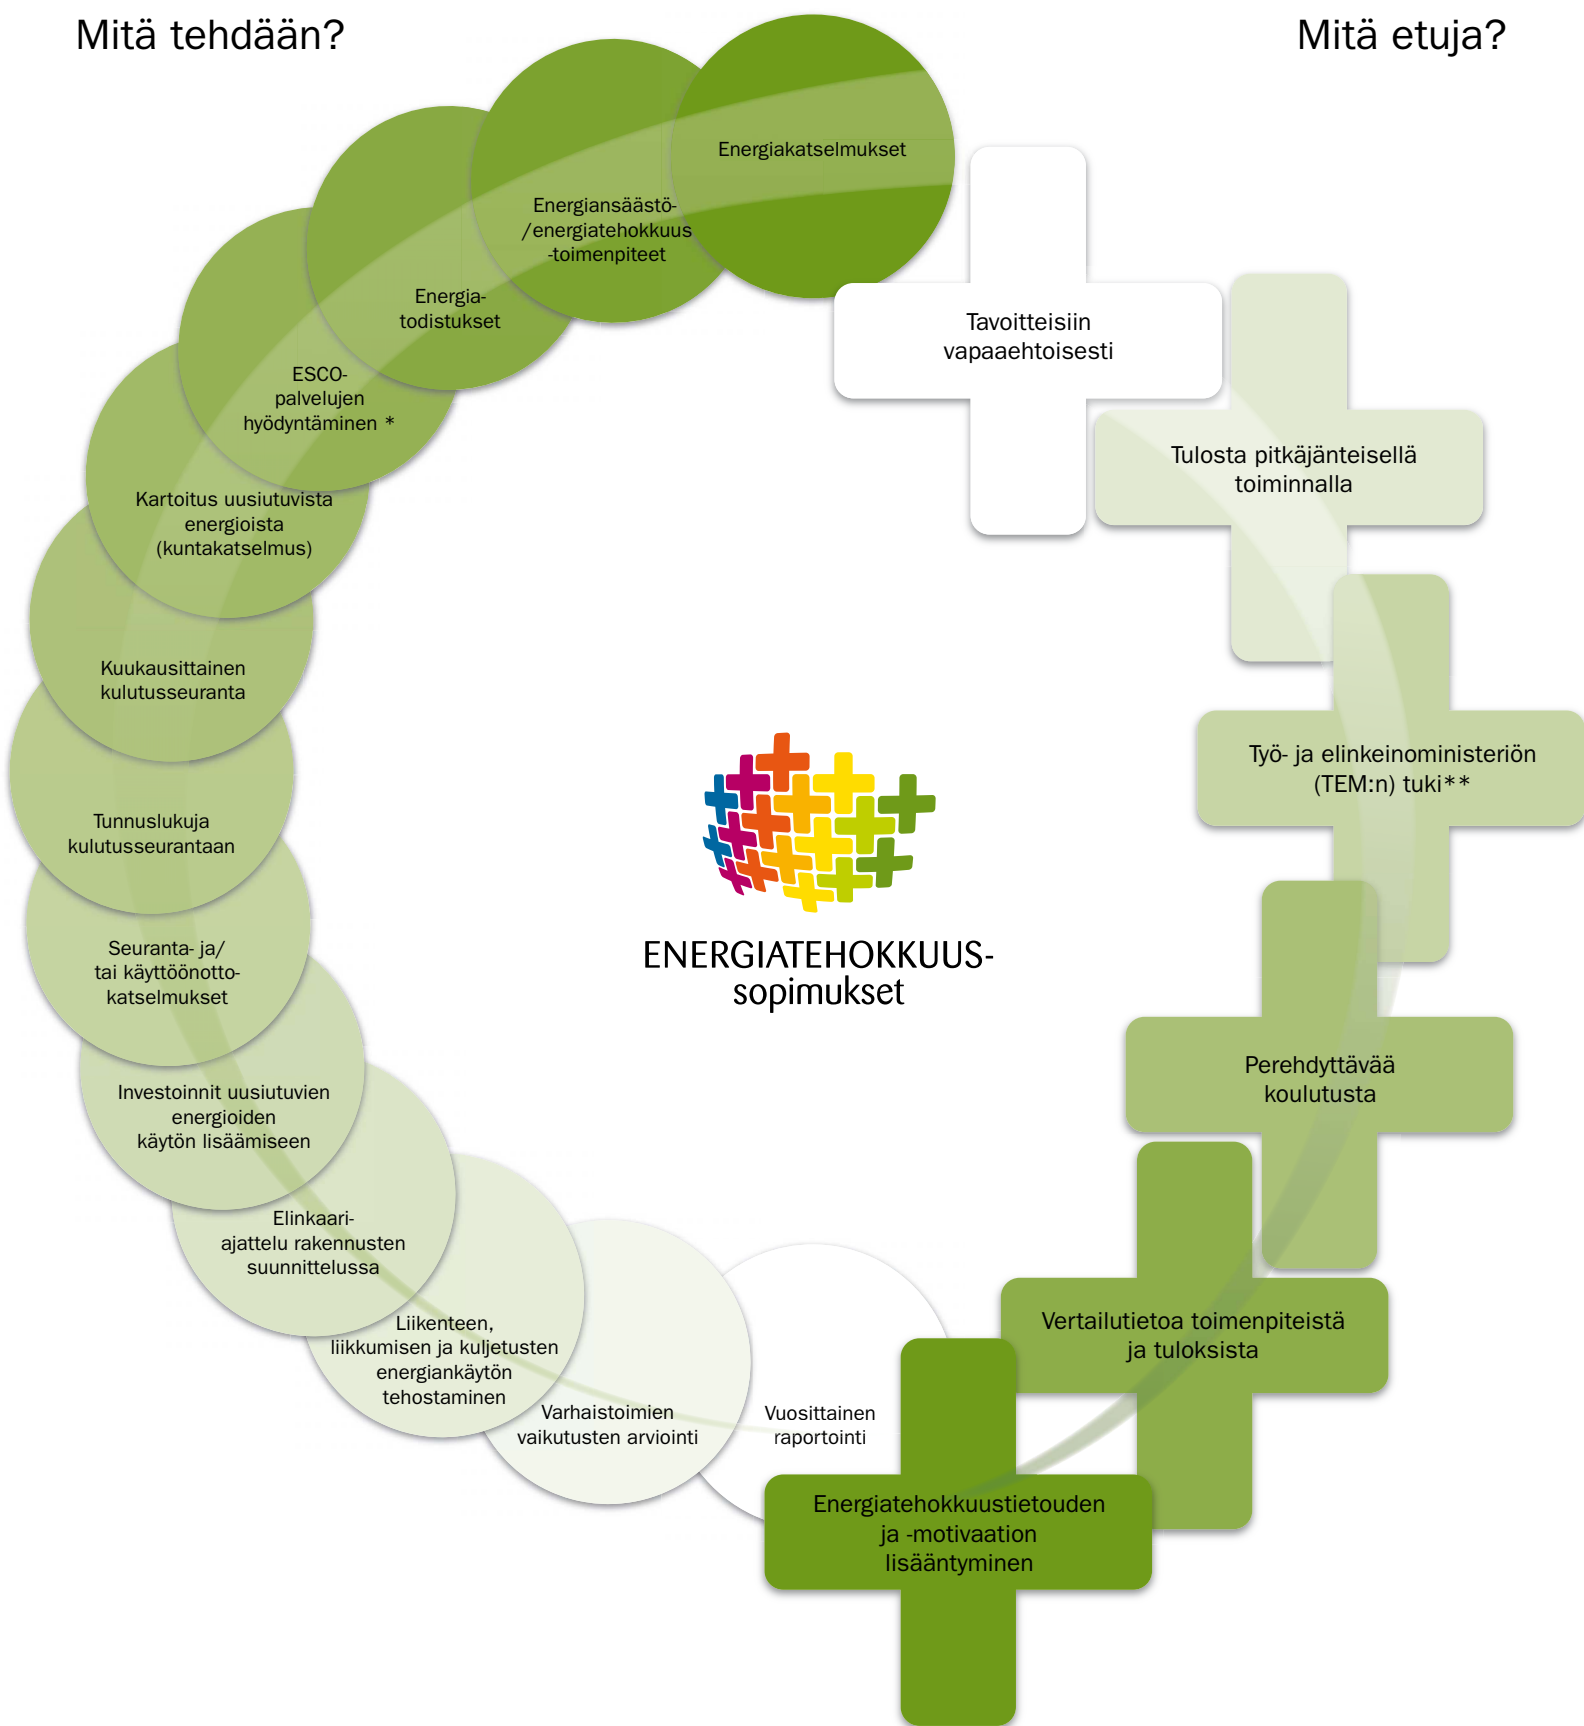 Mitä tehdään?
Mitä etuja?
Energiakatselmukset
Energiansäästö-
/energiatehokkuus
-toimenpiteet
Energia-
todistukset
ESCO-
palvelujen
hyödyntäminen *
Kartoitus uusiutuvista
energioista
(kuntakatselmus)
Kuukausittainen
kulutusseuranta
Tunnuslukuja
kulutusseurantaan
Seuranta- ja/
tai käyttöönotto-
katselmukset
Investoinnit uusiutuvien
energioiden
käytön lisäämiseen
Elinkaari-
ajattelu rakennusten
suunnittelussa
Liikenteen,
liikkumisen ja kuljetusten
energiankäytön
tehostaminen
Varhaistoimien
vaikutusten arviointi
Vuosittainen
raportointi
Tavoitteisiin
vapaaehtoisesti
Tulosta pitkäjänteisellä
toiminnalla
Työ- ja elinkeinoministeriön
(TEM:n) tuki**
Perehdyttävää
koulutusta
Vertailutietoa toimenpiteistä
ja tuloksista
Energiatehokkuustietouden
ja -motivaation
lisääntyminen
ENERGIATEHOKKUUS-
sopimukset